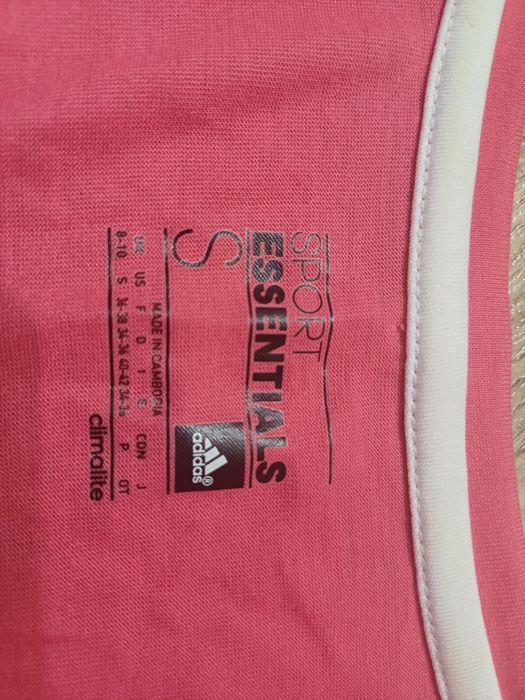 SPORT
ESSENTIALS
S
adidas®
MADE IN CAMBODIA
UK US F D I E CDN J
8-10 S 36-38 34-36 40-42 34-36 P OT
climalite